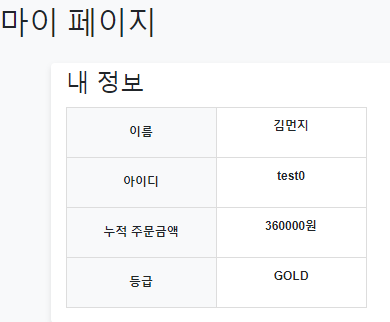 마이 페이지
내 정보
이름 김먼지
아이디 test0
누적 주문금액 360000원
등급 GOLD